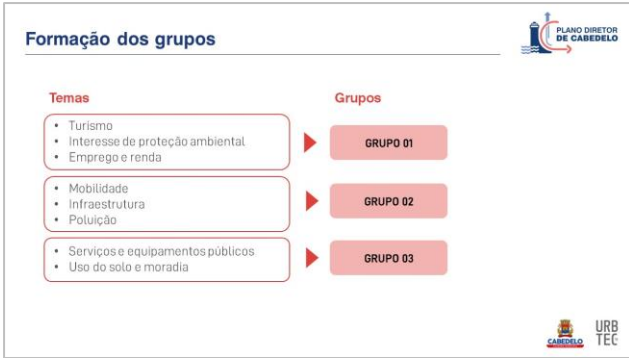 Formação dos grupos
PLANO DIRETOR
DE CABEDELO
Temas
Grupos
• Turismo
• Interesse de proteção ambiental
• Emprego e renda
GRUPO 01
• Mobilidade
• Infraestrutura
• Poluição
GRUPO 02
• Serviços e equipamentos públicos
• Uso do solo e moradia
GRUPO 03
CABEDELO
URB
TEC